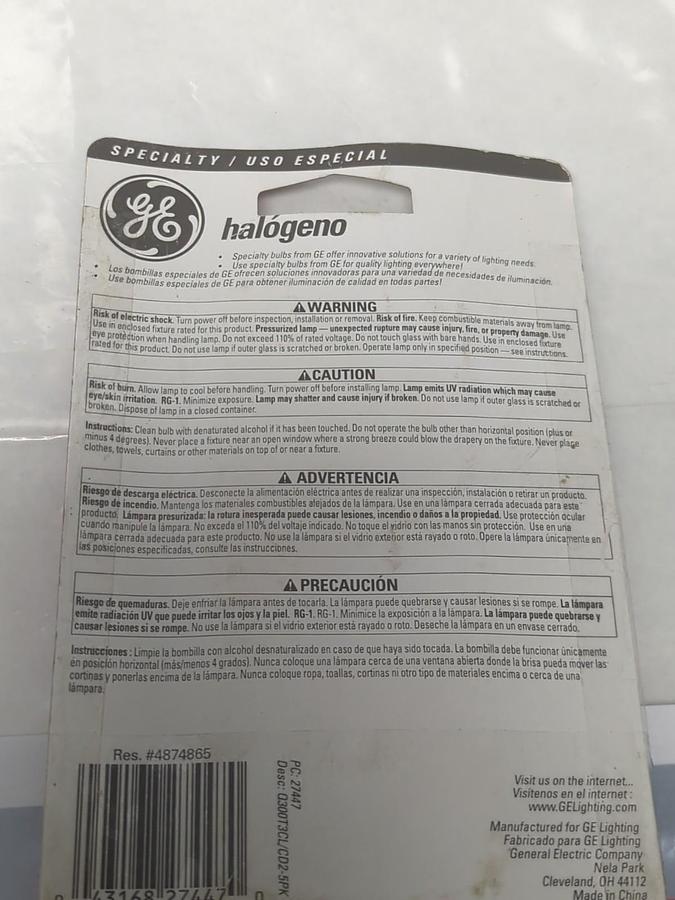 SPECIALTY / USO ESPECIAL
GE
halógeno
• Specialty bulbs from GE offer innovative solutions for a variety of lighting needs.
• Use specialty bulbs from GE for quality lighting everywhere!
• Los bombillas especiales de GE ofrecen soluciones innovadoras para una variedad de necesidades de iluminación.
• Use bombillas especiales de GE para obtener iluminación de calidad en todas partes!
⚠WARNING
Risk of electric shock. Turn power off before inspection, installation or removal. Risk of fire. Keep combustible materials away from lamp.
Use in enclosed fixture rated for this product. Pressurized lamp — unexpected rupture may cause injury, fire, or property damage. Use
eye protection when handling lamp. Do not exceed 110% of rated voltage. Do not touch glass with bare hands. Use in enclosed fixture
rated for this product. Do not use lamp if outer glass is scratched or broken. Operate lamp only in specified position — see instructions.
⚠CAUTION
Risk of burn. Allow lamp to cool before handling. Turn power off before installing lamp. Lamp emits UV radiation which may cause
eye/skin irritation. RG-1. Minimize exposure. Lamp may shatter and cause injury if broken. Do not use lamp if outer glass is scratched or
broken. Dispose of lamp in a closed container.
Instructions: Clean bulb with denaturated alcohol if it has been touched. Do not operate the bulb other than horizontal position (plus or
minus 4 degrees). Never place a fixture near an open window where a strong breeze could blow the drapery on the fixture. Never place
clothes, towels, curtains or other materials on top of or near a fixture.
⚠ ADVERTENCIA
Riesgo de descarga eléctrica. Desconecte la alimentación eléctrica antes de realizar una inspección, instalación o retirar un producto.
Riesgo de incendio. Mantenga los materiales combustibles alejados de la lámpara. Use en una lámpara cerrada adecuada para este
producto. Lámpara presurizada: la rotura inesperada puede causar lesiones, incendio o daños a la propiedad. Use protección ocular
cuando manipule la lámpara. No exceda el 110% del voltaje indicado. No toque el vidrio con las manos sin protección. Use en una
lámpara cerrada adecuada para este producto. No use la lámpara si el vidrio exterior está rayado o roto. Opere la lámpara únicamente en
las posiciones especificadas, consulte las instrucciones.
⚠PRECAUCIÓN
Riesgo de quemaduras. Deje enfriar la lámpara antes de tocarla. La lámpara puede quebrarse y causar lesiones si se rompe. La lámpara
emite radiación UV que puede irritar los ojos y la piel. RG-1. RG-1. Minimice la exposición a la lámpara. La lámpara puede quebrarse y
causar lesiones si se rompe. No use la lámpara si el vidrio exterior está rayado o roto. Deseche la lámpara en un envase cerrado.
Instrucciones: Limpie la bombilla con alcohol desnaturalizado en caso de que haya sido tocada. La bombilla debe funcionar únicamente
en posición horizontal (más/menos 4 grados). Nunca coloque una lámpara cerca de una ventana abierta donde la brisa pueda mover las
cortinas y ponerlas encima de la lámpara. Nunca coloque ropa, toallas, cortinas ni otro tipo de materiales encima o cerca de una
lámpara.
Res. #4874865
PC: 27447
Desc: Q300T3CL/CD2-5PK
0 43168 27447 0
Visit us on the internet...
Visítenos en el internet:
www.GELighting.com
Manufactured for GE Lighting
Fabricado para GE Lighting
General Electric Company
Nela Park
Cleveland, OH 44112
Made in China